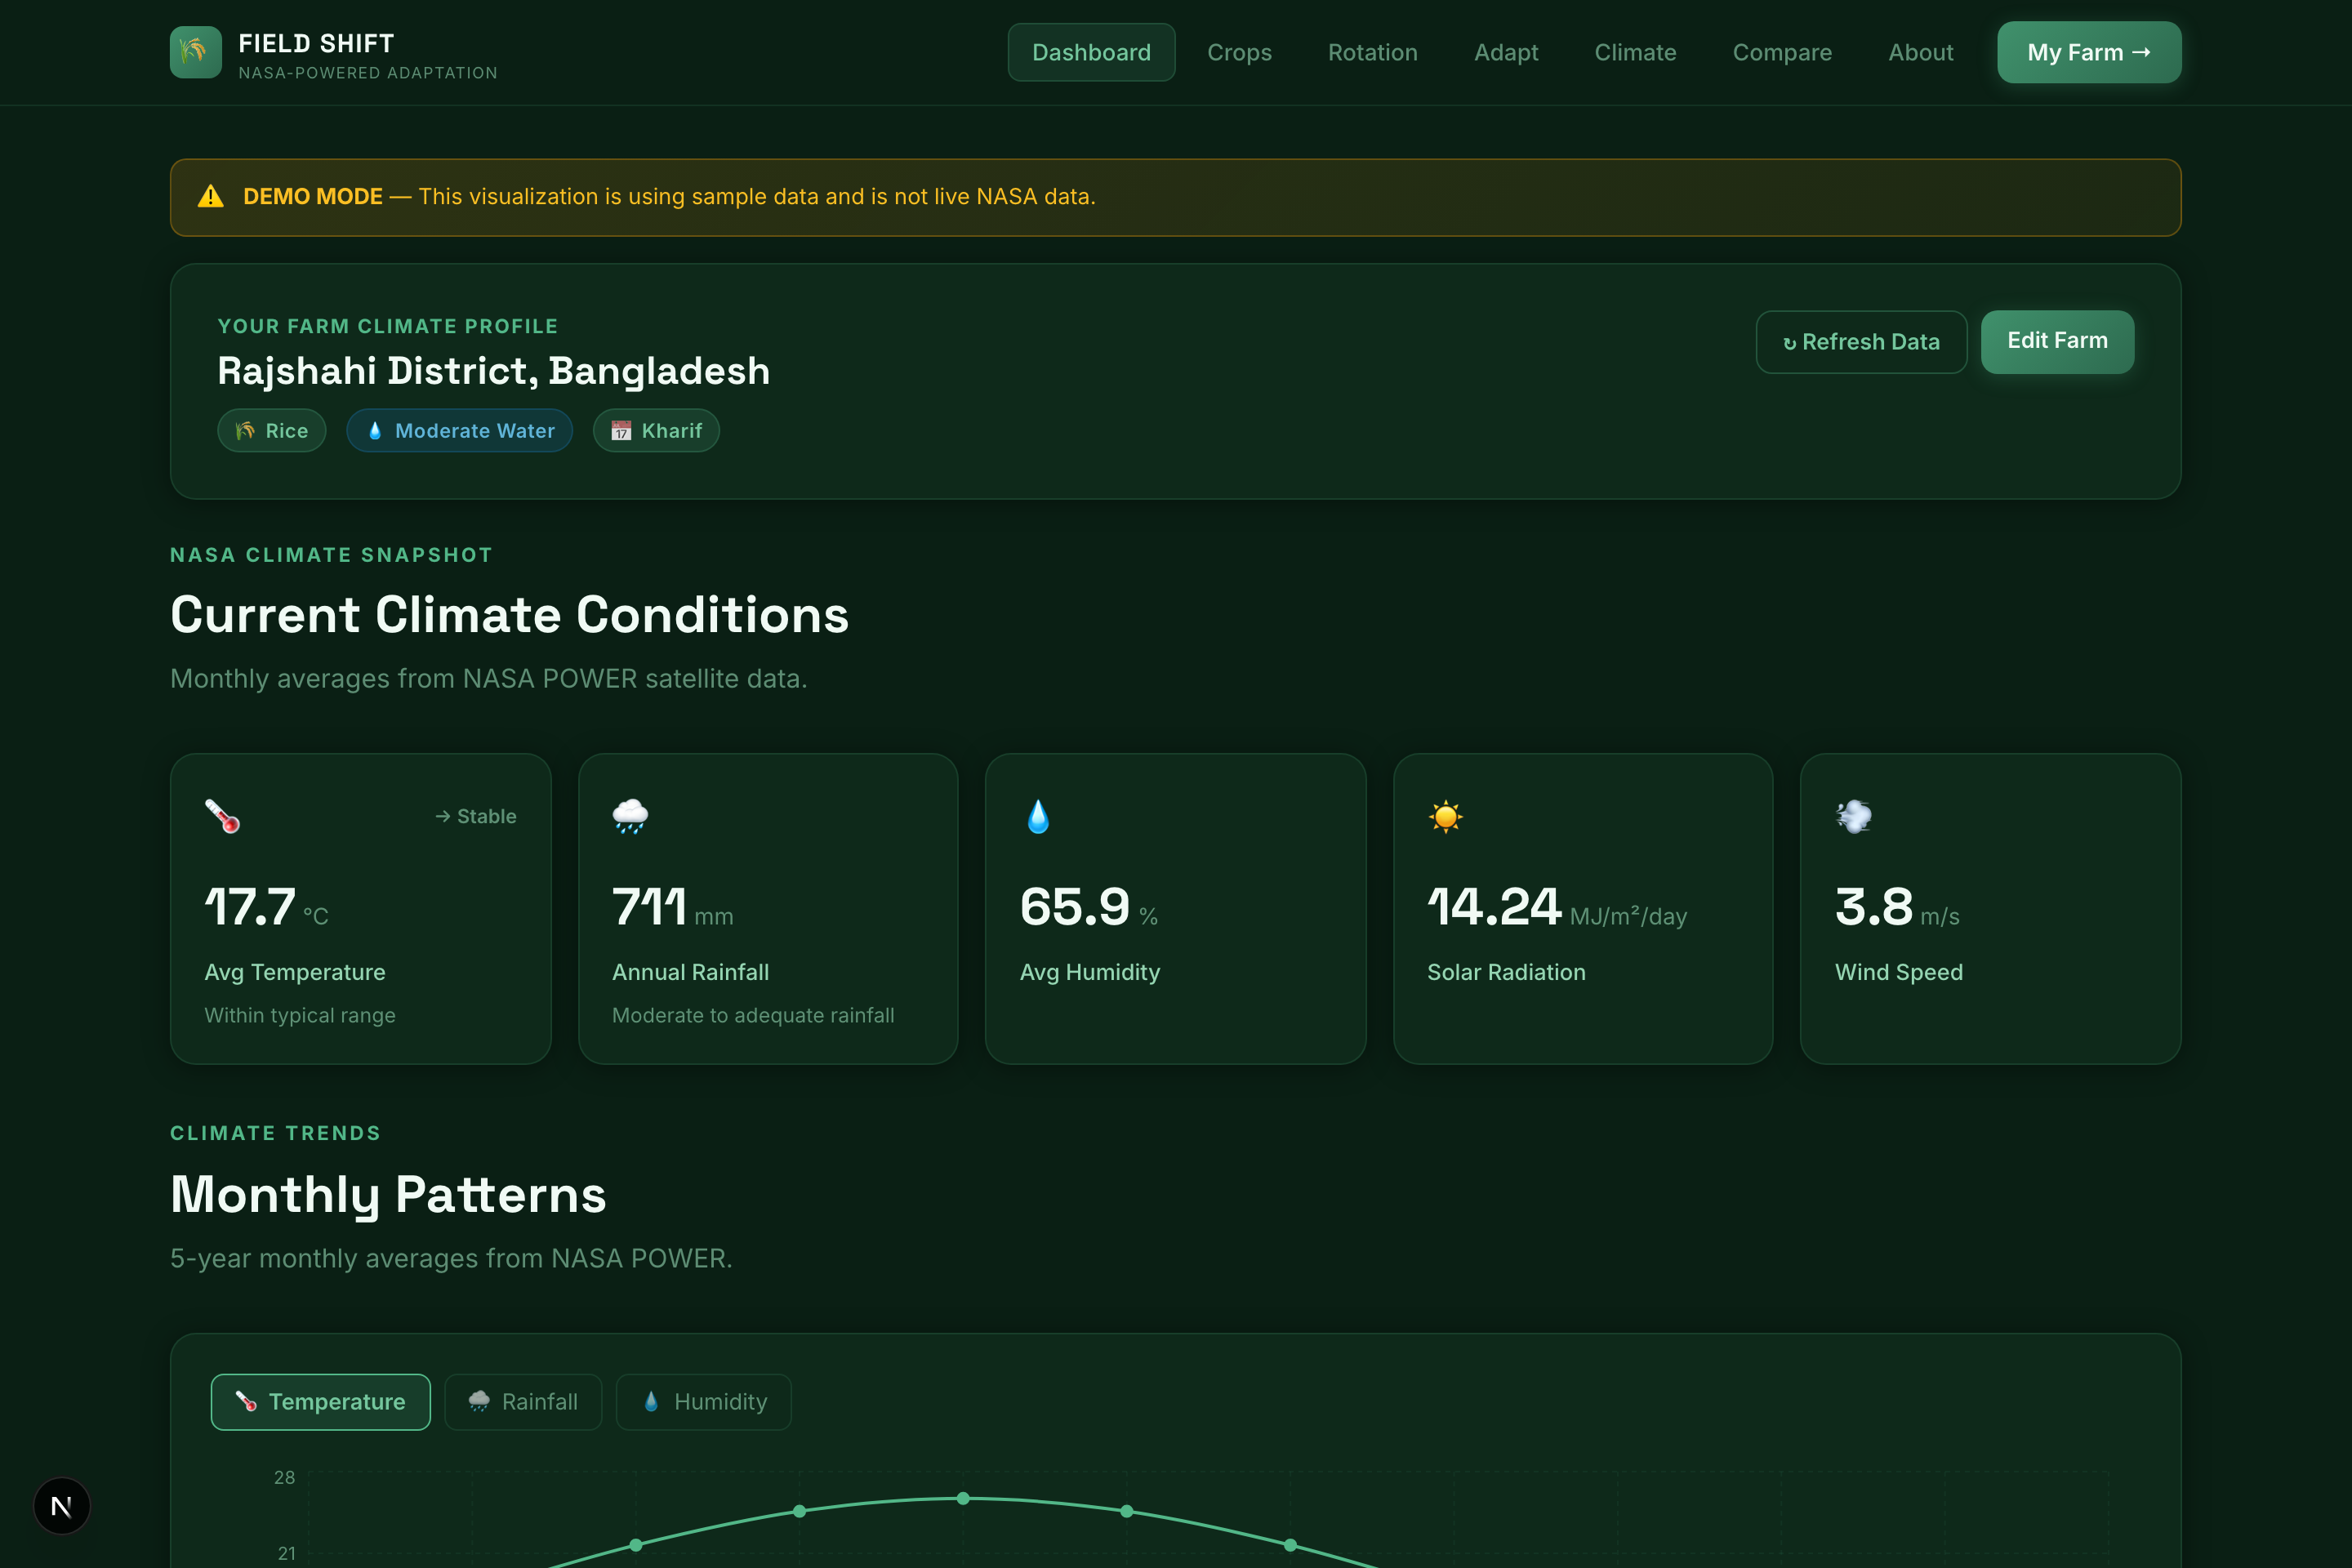 FIELD SHIFT
NASA-POWERED ADAPTATION
Dashboard Crops Rotation Adapt Climate Compare About My Farm →
⚠️ DEMO MODE — This visualization is using sample data and is not live NASA data.
YOUR FARM CLIMATE PROFILE
Rajshahi District, Bangladesh
↻ Refresh Data Edit Farm
Rice Moderate Water Kharif
NASA CLIMATE SNAPSHOT
Current Climate Conditions
Monthly averages from NASA POWER satellite data.
→ Stable
17.7 °C
Avg Temperature
Within typical range
711 mm
Annual Rainfall
Moderate to adequate rainfall
65.9 %
Avg Humidity
14.24 MJ/m²/day
Solar Radiation
3.8 m/s
Wind Speed
CLIMATE TRENDS
Monthly Patterns
5-year monthly averages from NASA POWER.
Temperature Rainfall Humidity
28
21
N